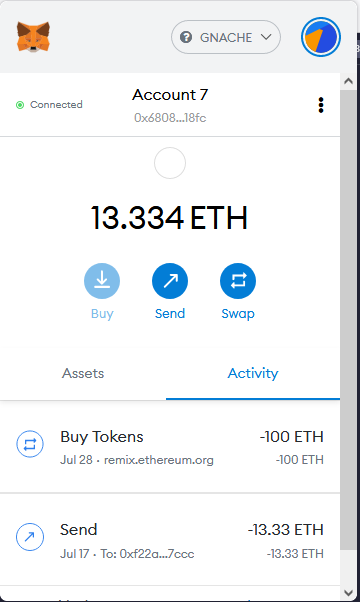 GNACHE
Connected
Account 7
0x6808...18fc
13.334 ETH
Buy
Send
Swap
Assets
Activity
Buy Tokens
-100 ETH
Jul 28 · remix.ethereum.org
-100 ETH
Send
-13.33 ETH
Jul 17 · To: 0xf22a...7ccc
-13.33 ETH